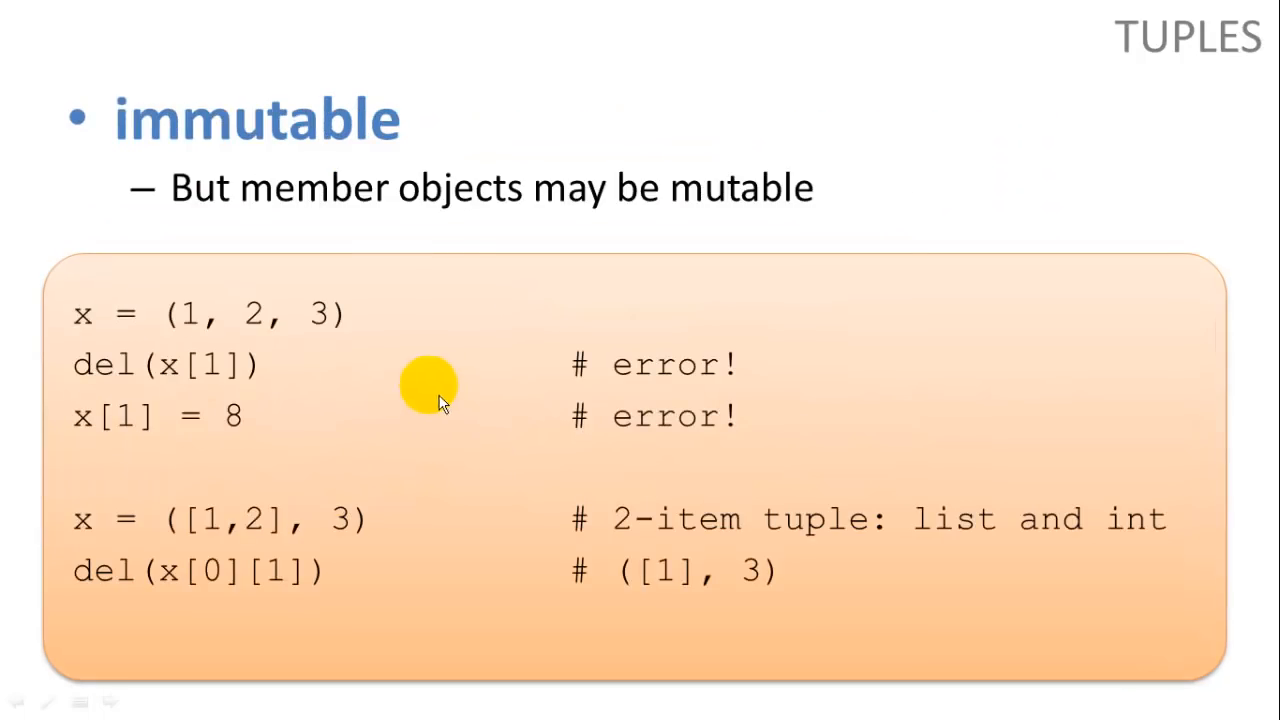 TUPLES
• immutable
– But member objects may be mutable
x = (1, 2, 3)
del(x[1]) # error!
x[1] = 8 # error!
x = ([1,2], 3) # 2-item tuple: list and int
del(x[0][1]) # ([1], 3)